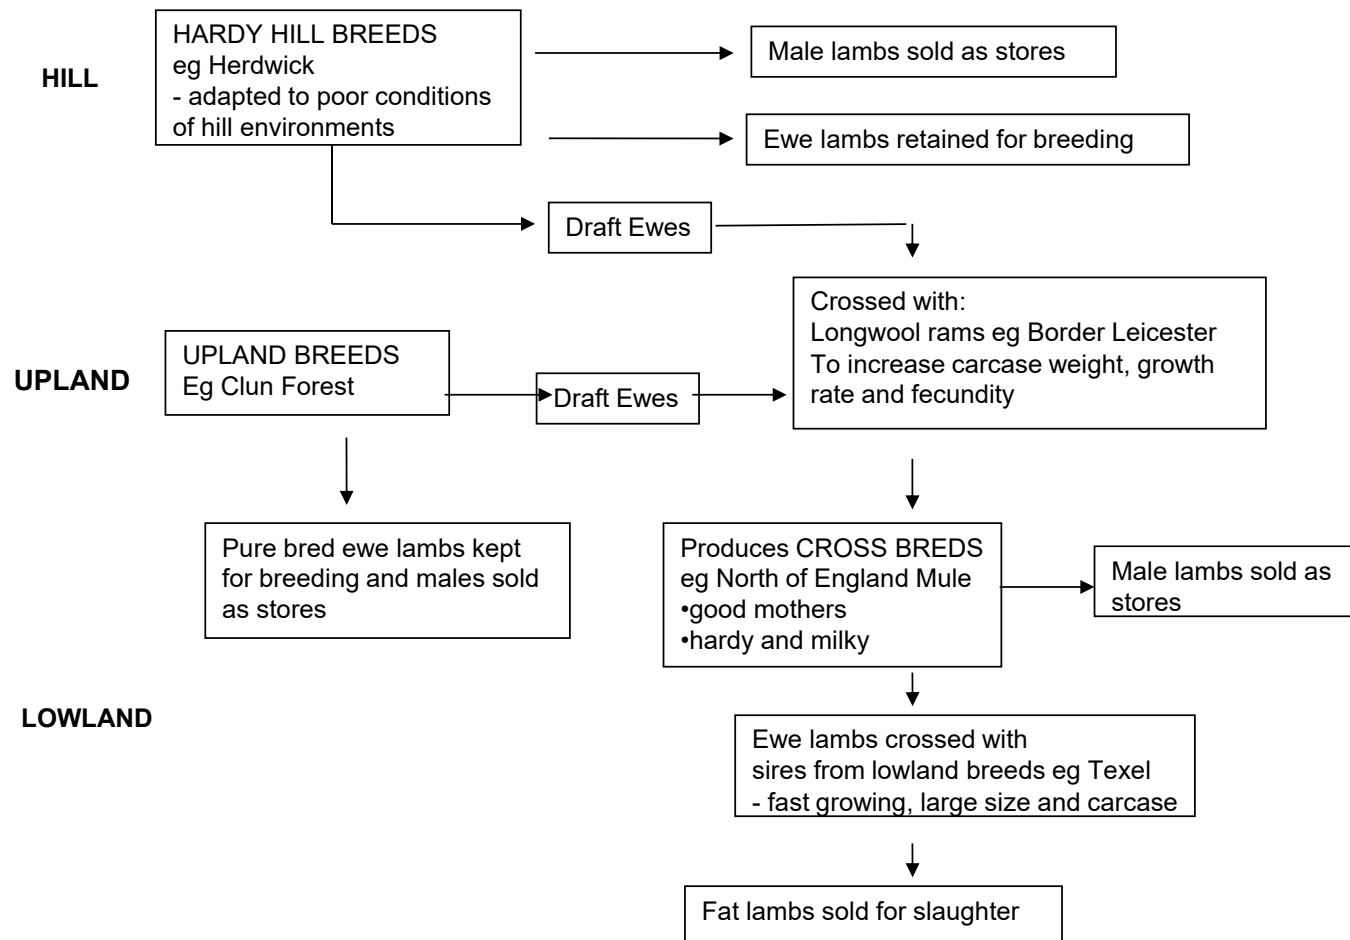 HILL
HARDY HILL BREEDS
eg Herdwick
- adapted to poor conditions
of hill environments
Male lambs sold as stores
Ewe lambs retained for breeding
Draft Ewes
UPLAND
UPLAND BREEDS
Eg Clun Forest
Draft Ewes
Crossed with:
Longwool rams eg Border Leicester
To increase carcase weight, growth
rate and fecundity
Pure bred ewe lambs kept
for breeding and males sold
as stores
Produces CROSS BREDS
eg North of England Mule
•good mothers
•hardy and milky
Male lambs sold as
stores
LOWLAND
Ewe lambs crossed with
sires from lowland breeds eg Texel
- fast growing, large size and carcase
Fat lambs sold for slaughter